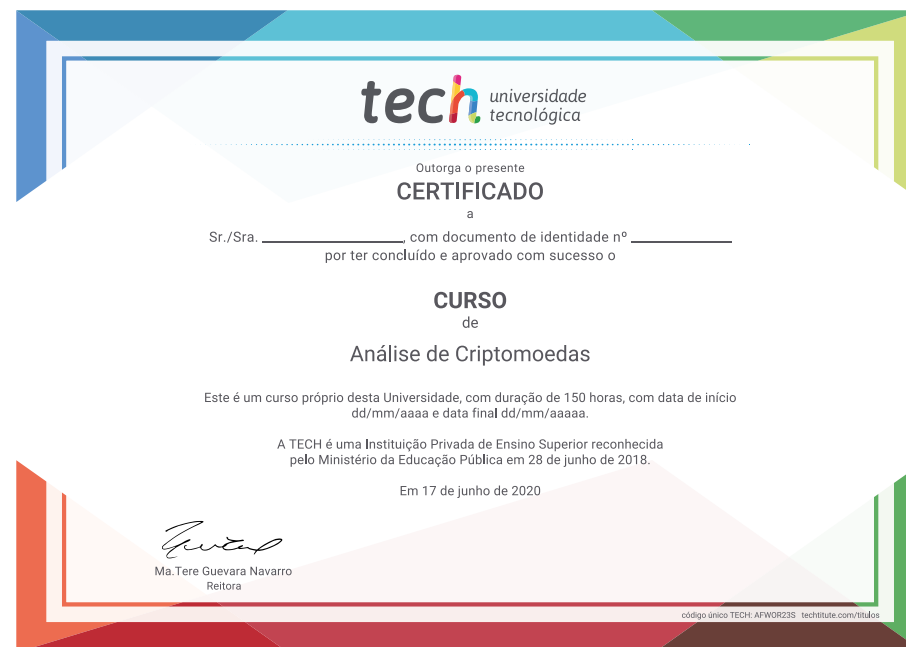 tech universidade
tecnológica
Outorga o presente
CERTIFICADO
a
Sr./Sra. ________________, com documento de identidade nº ____________
por ter concluído e aprovado com sucesso o
CURSO
de
Análise de Criptomoedas
Este é um curso próprio desta Universidade, com duração de 150 horas, com data de início
dd/mm/aaaa e data final dd/mm/aaaaa.
A TECH é uma Instituição Privada de Ensino Superior reconhecida
pelo Ministério da Educação Pública em 28 de junho de 2018.
Em 17 de junho de 2020
Ma.Tere Guevara Navarro
Reitora
código único TECH: AFWOR23S techtitute.com/titulos